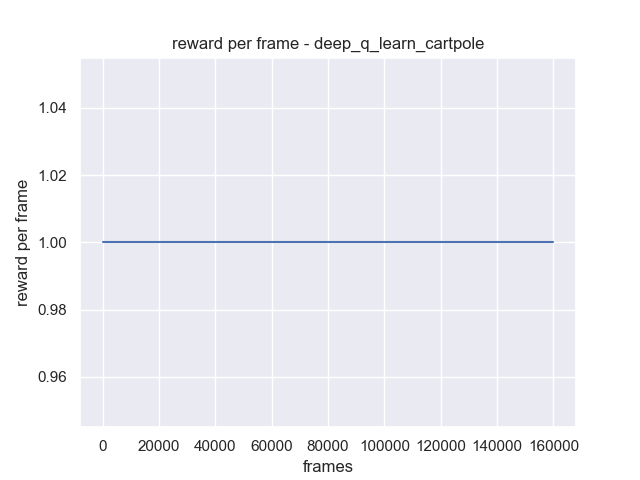 reward per frame - deep_q_learn_cartpole
1.04
1.02
1.00
0.98
0.96
reward per frame
0 20000 40000 60000 80000 100000 120000 140000 160000
frames